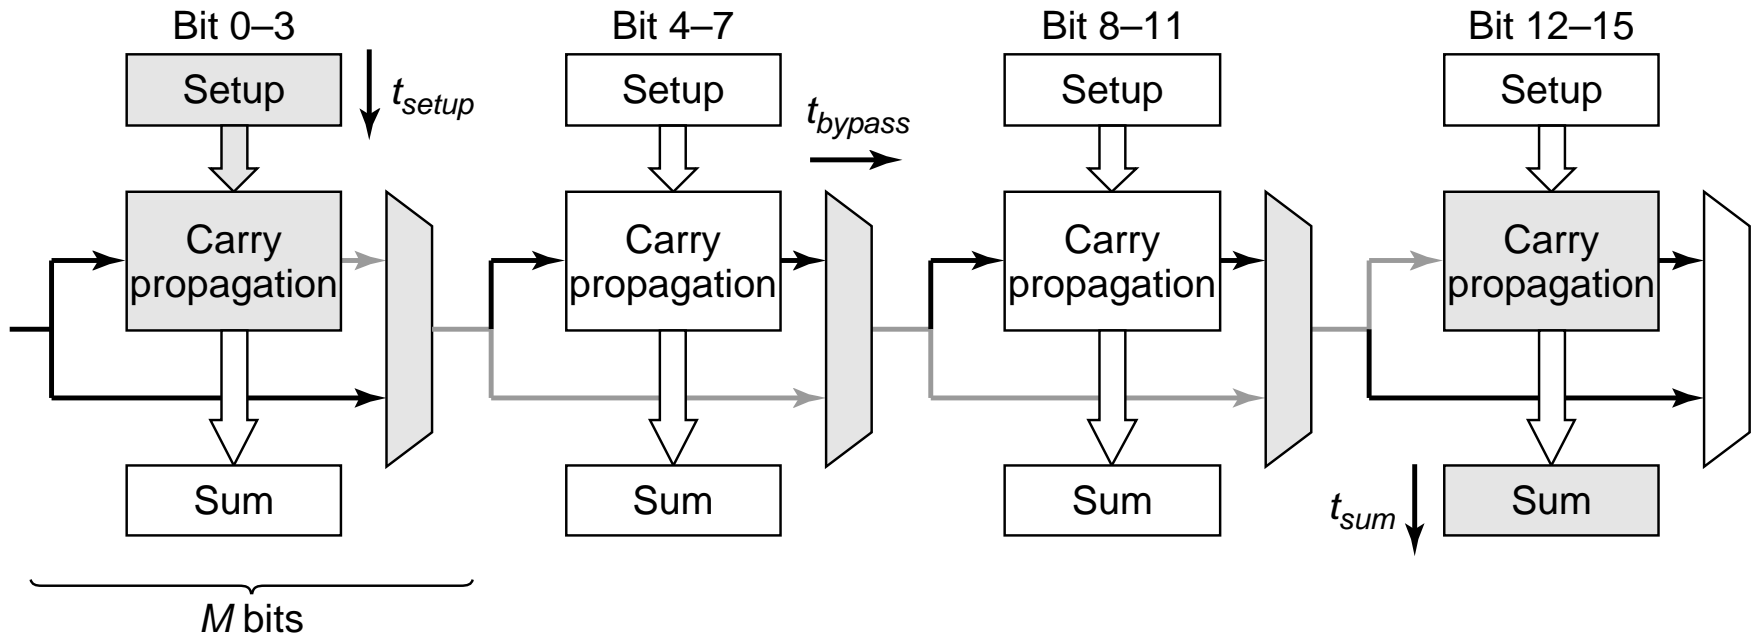 Bit 0–3
Bit 4–7
Bit 8–11
Bit 12–15
Setup
t_setup
Setup
t_bypass
Setup
Setup
Carry
propagation
Carry
propagation
Carry
propagation
Carry
propagation
Sum
Sum
Sum
t_sum
Sum
M bits